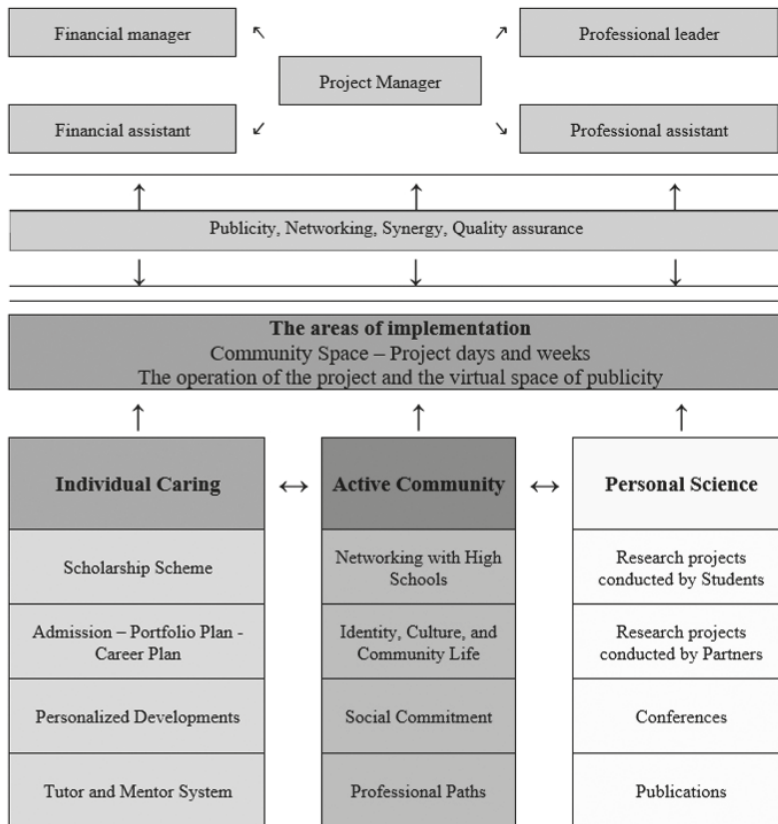 Financial manager
Professional leader
Project Manager
Financial assistant
Professional assistant
Publicity, Networking, Synergy, Quality assurance
The areas of implementation
Community Space – Project days and weeks
The operation of the project and the virtual space of publicity
Individual Caring
Active Community
Personal Science
Scholarship Scheme
Networking with High
Schools
Research projects
conducted by Students
Admission – Portfolio Plan -
Career Plan
Identity, Culture, and
Community Life
Research projects
conducted by Partners
Personalized Developments
Social Commitment
Conferences
Tutor and Mentor System
Professional Paths
Publications